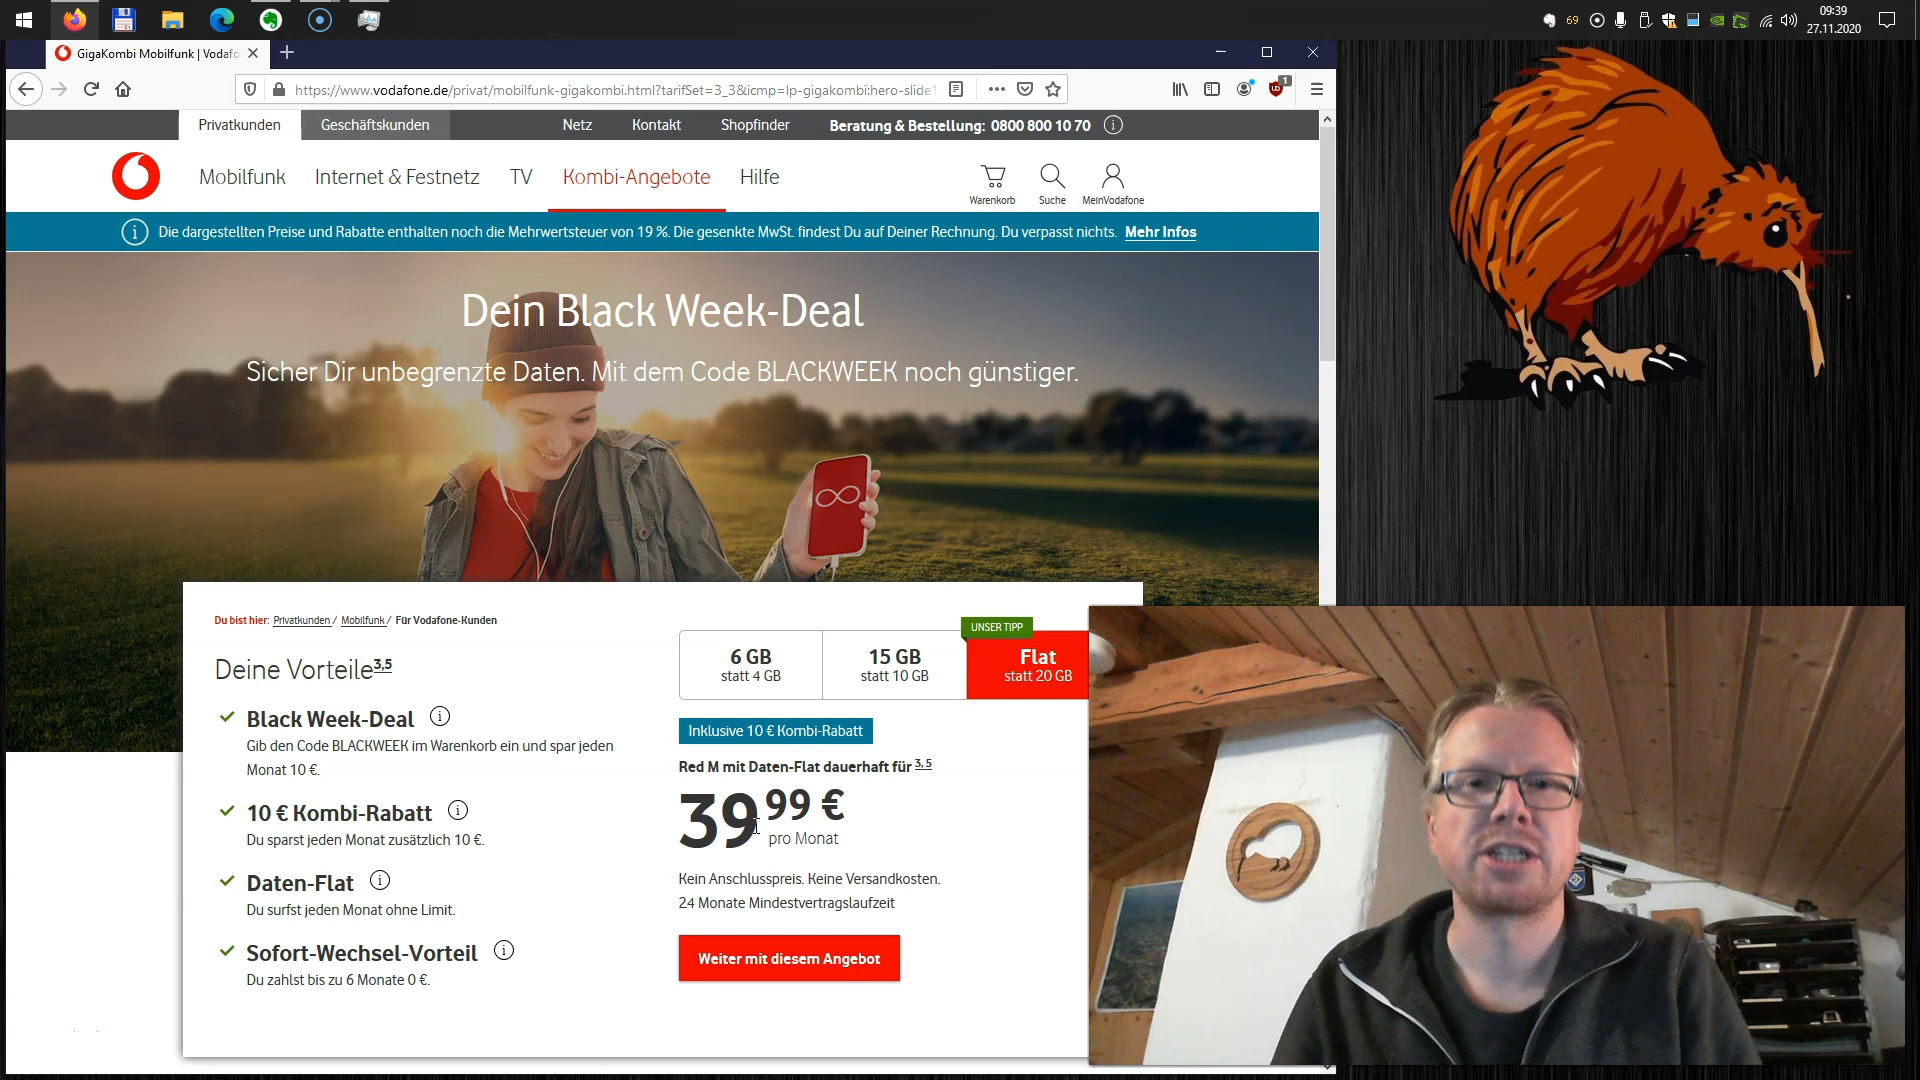 69
09:39
27.11.2020
GigaKombi Mobilfunk | Vodafo
https://www.vodafone.de/privat/mobilfunk-gigakombi.html?tarifSet=3_3&icmp=lp-gigakombi:hero-slide1
1
Privatkunden
Geschäftskunden
Netz
Kontakt
Shopfinder
Beratung & Bestellung: 0800 800 10 70
Mobilfunk
Internet & Festnetz
TV
Kombi-Angebote
Hilfe
Warenkorb
Suche
MeinVodafone
Die dargestellten Preise und Rabatte enthalten noch die Mehrwertsteuer von 19 %. Die gesenkte MwSt. findest Du auf Deiner Rechnung. Du verpasst nichts. Mehr Infos
Dein Black Week-Deal
Sicher Dir unbegrenzte Daten. Mit dem Code BLACKWEEK noch günstiger.
Du bist hier: Privatkunden / Mobilfunk / Für Vodafone-Kunden
Deine Vorteile3,5
Black Week-Deal
Gib den Code BLACKWEEK im Warenkorb ein und spar jeden
Monat 10 €.
10 € Kombi-Rabatt
Du sparst jeden Monat zusätzlich 10 €.
Daten-Flat
Du surfst jeden Monat ohne Limit.
Sofort-Wechsel-Vorteil
Du zahlst bis zu 6 Monate 0 €.
UNSER TIPP
6 GB
statt 4 GB
15 GB
statt 10 GB
Flat
statt 20 GB
Inklusive 10 € Kombi-Rabatt
Red M mit Daten-Flat dauerhaft für 3, 5
39 99 €
pro Monat
Kein Anschlusspreis. Keine Versandkosten.
24 Monate Mindestvertragslaufzeit
Weiter mit diesem Angebot